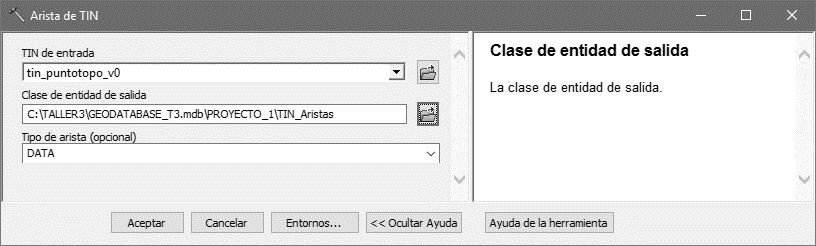 Arista de TIN
TIN de entrada
tin_puntotopo_v0
Clase de entidad de salida
C:\TALLER3\GEODATABASE_T3.mdb\PROYECTO_1\TIN_Aristas
Tipo de arista (opcional)
DATA
Clase de entidad de salida
La clase de entidad de salida.
Aceptar
Cancelar
Entornos...
<< Ocultar Ayuda
Ayuda de la herramienta